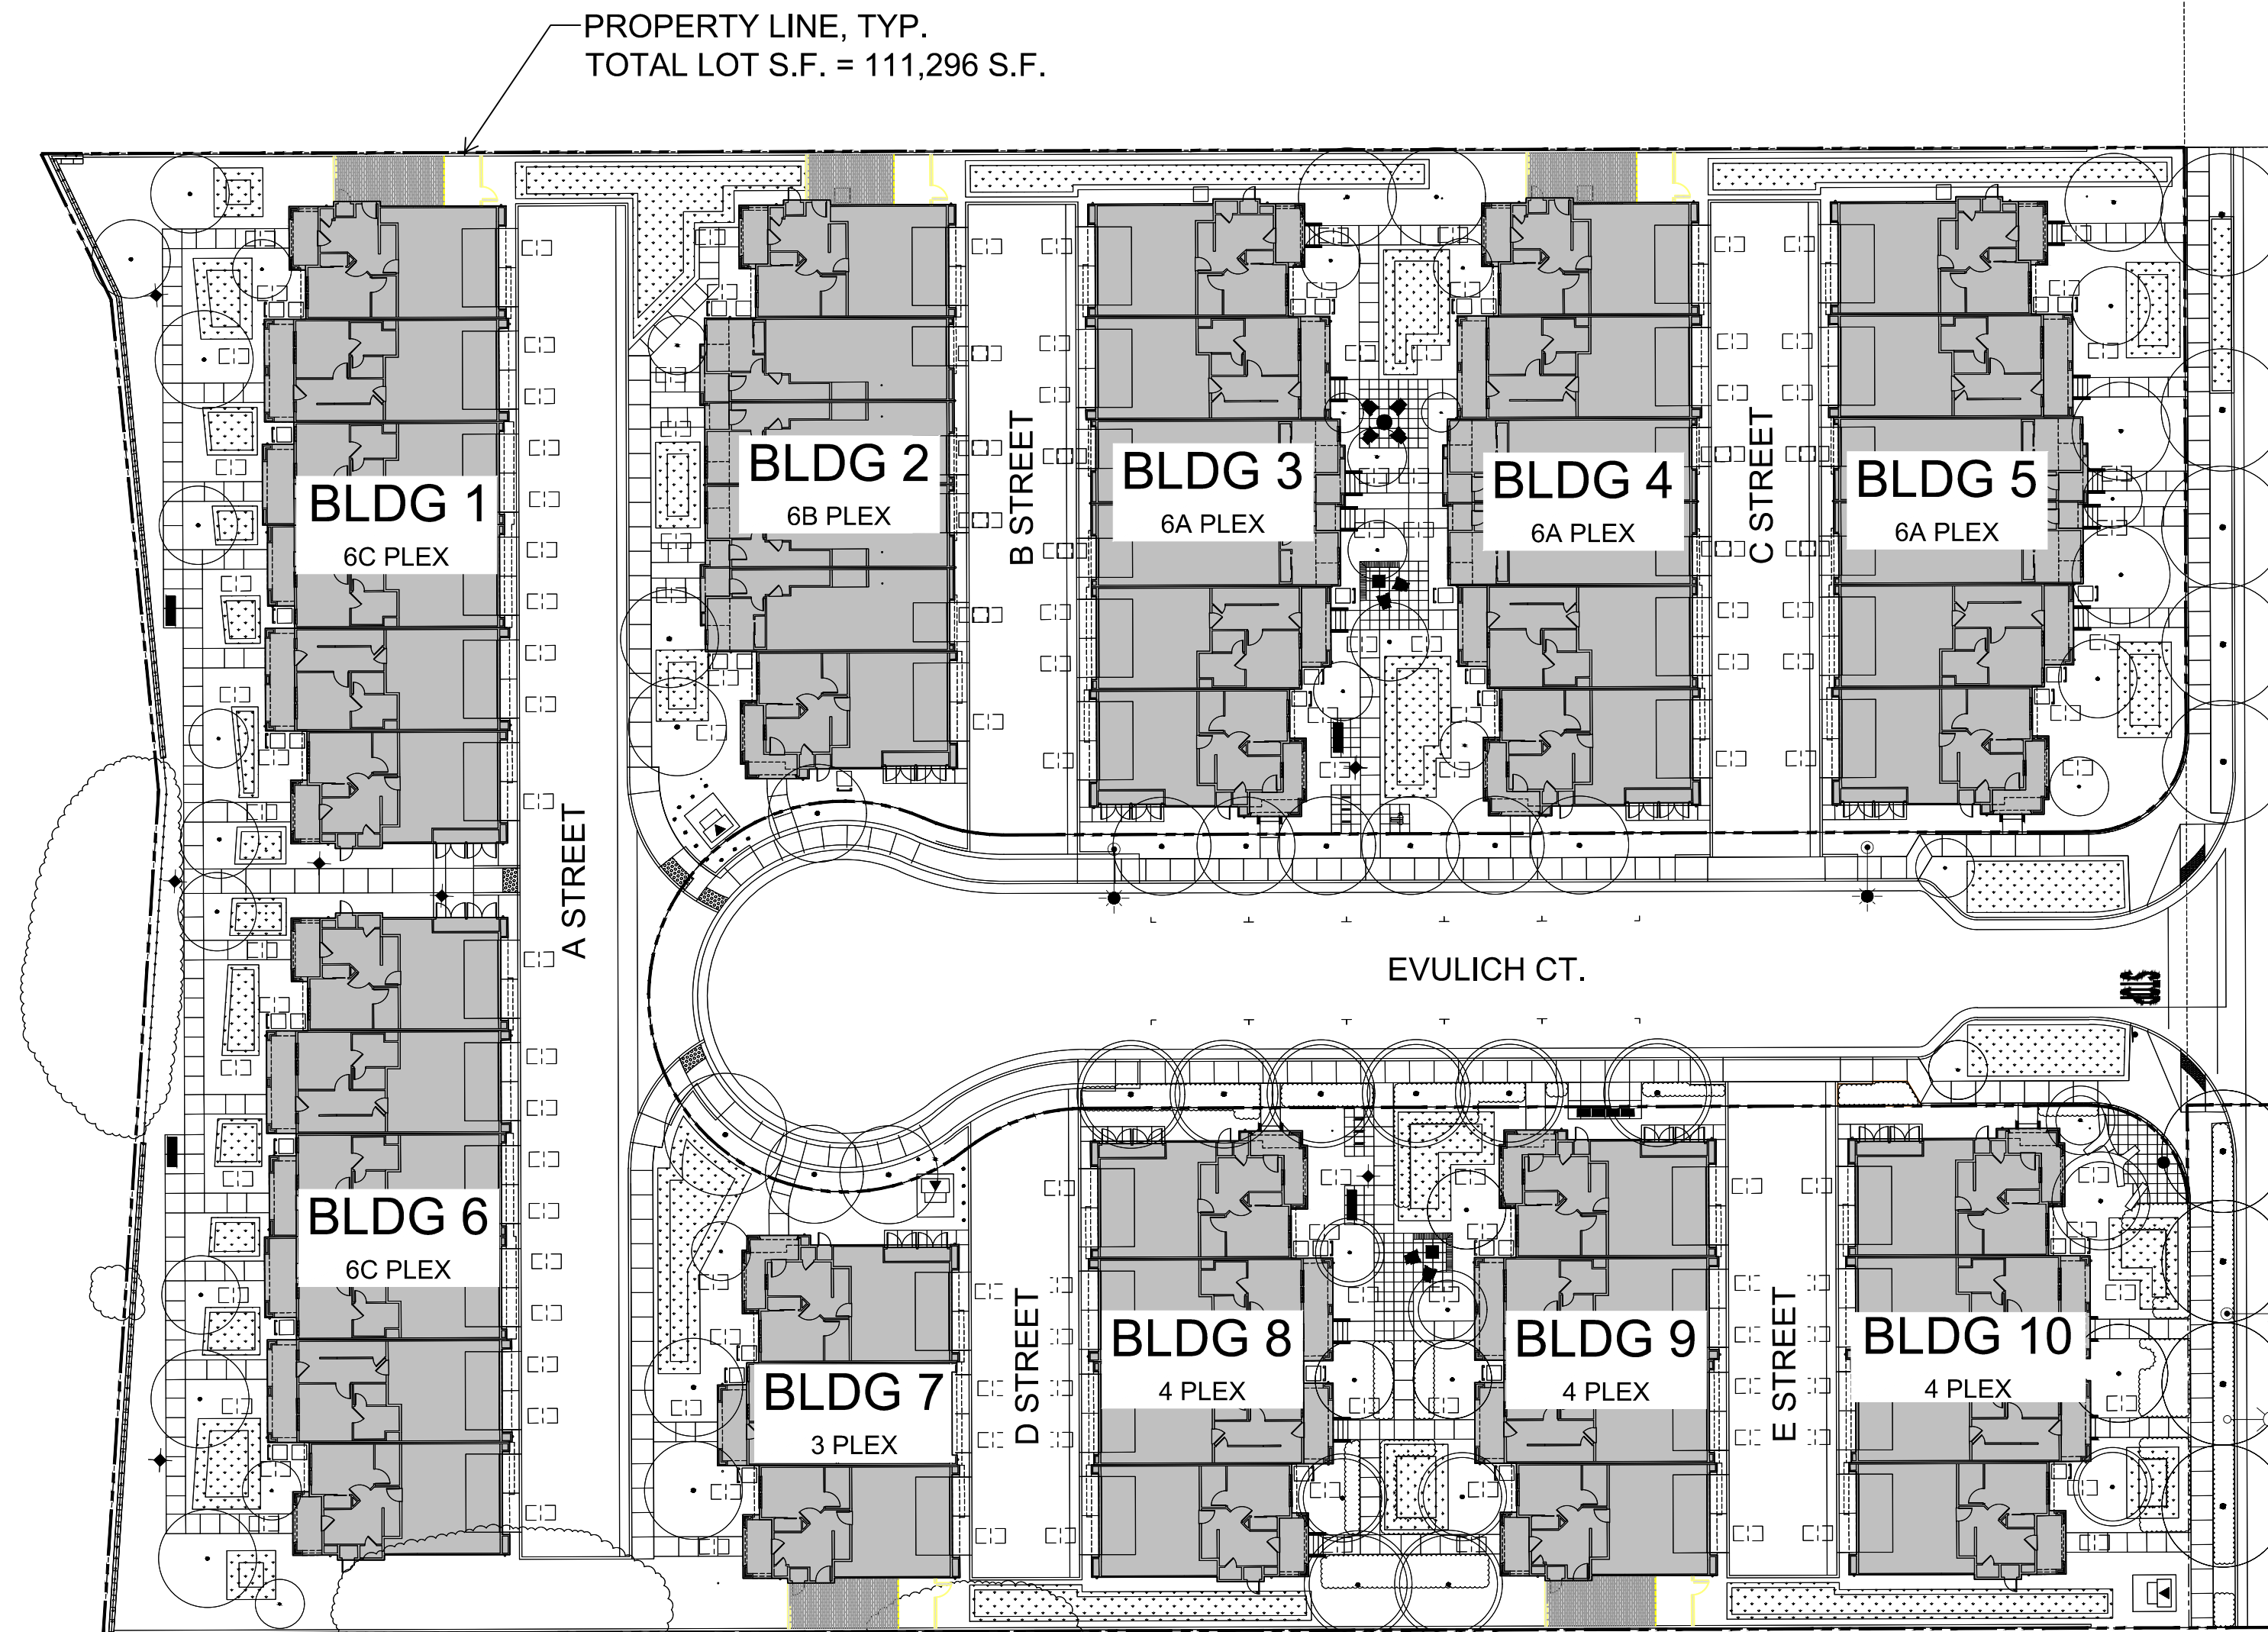 PROPERTY LINE, TYP.
TOTAL LOT S.F. = 111,296 S.F.
BLDG 1
6C PLEX
BLDG 2
6B PLEX
B STREET
BLDG 3
6A PLEX
BLDG 4
6A PLEX
C STREET
BLDG 5
6A PLEX
A STREET
EVULICH CT.
BLDG 6
6C PLEX
BLDG 7
3 PLEX
D STREET
BLDG 8
4 PLEX
BLDG 9
4 PLEX
E STREET
BLDG 10
4 PLEX